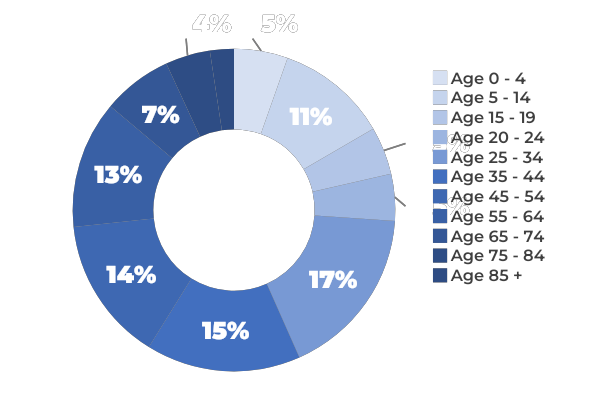 4%
5%
11%
7%
13%
17%
14%
15%
Age 0 - 4
Age 5 - 14
Age 15 - 19
Age 20 - 24
Age 25 - 34
Age 35 - 44
Age 45 - 54
Age 55 - 64
Age 65 - 74
Age 75 - 84
Age 85 +